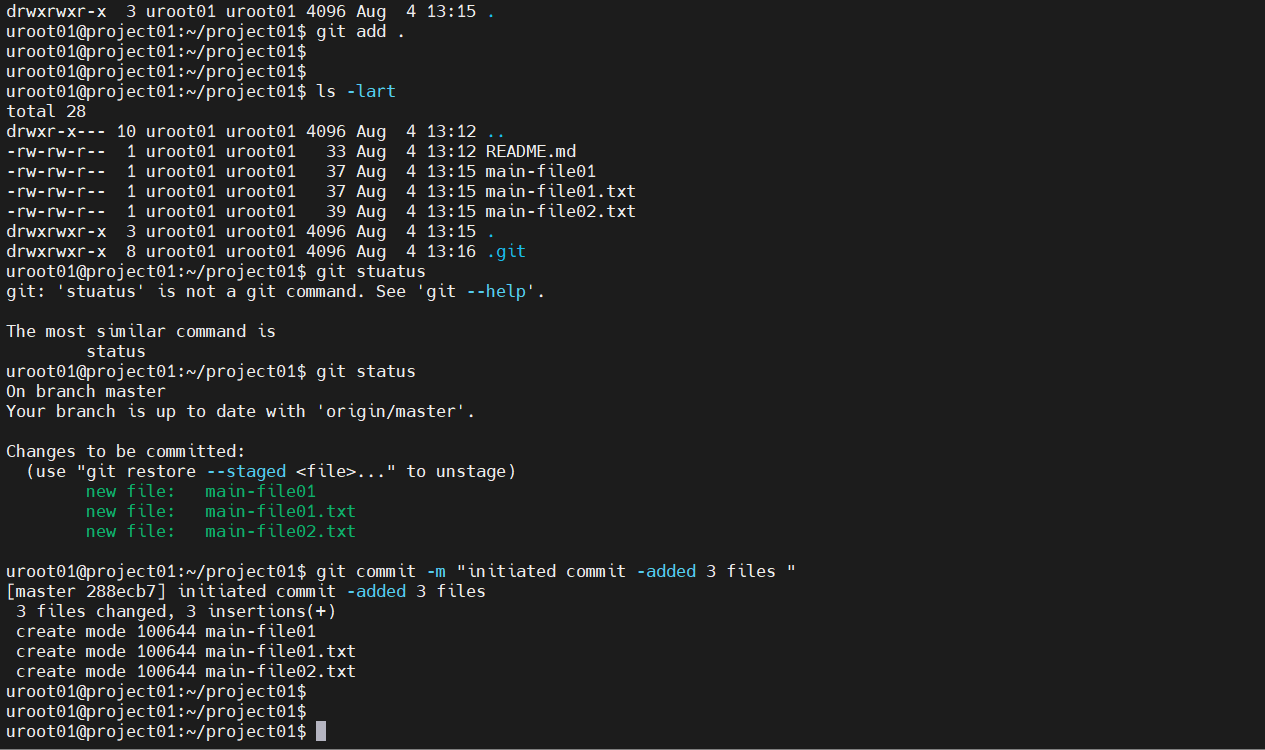 drwxrwxr-x  3 uroot01 uroot01 4096 Aug  4 13:15 .
uroot01@project01:~/project01$ git add .
uroot01@project01:~/project01$
uroot01@project01:~/project01$
uroot01@project01:~/project01$ ls -lart
total 28
drwxr-x--- 10 uroot01 uroot01 4096 Aug  4 13:12 ..
-rw-rw-r--  1 uroot01 uroot01   33 Aug  4 13:12 README.md
-rw-rw-r--  1 uroot01 uroot01   37 Aug  4 13:15 main-file01
-rw-rw-r--  1 uroot01 uroot01   37 Aug  4 13:15 main-file01.txt
-rw-rw-r--  1 uroot01 uroot01   39 Aug  4 13:15 main-file02.txt
drwxrwxr-x  3 uroot01 uroot01 4096 Aug  4 13:15 .
drwxrwxr-x  8 uroot01 uroot01 4096 Aug  4 13:16 .git
uroot01@project01:~/project01$ git stuatus
git: 'stuatus' is not a git command. See 'git --help'.

The most similar command is
        status
uroot01@project01:~/project01$ git status
On branch master
Your branch is up to date with 'origin/master'.

Changes to be committed:
  (use "git restore --staged <file>..." to unstage)
        new file:   main-file01
        new file:   main-file01.txt
        new file:   main-file02.txt

uroot01@project01:~/project01$ git commit -m "initiated commit -added 3 files "
[master 288ecb7] initiated commit -added 3 files
 3 files changed, 3 insertions(+)
 create mode 100644 main-file01
 create mode 100644 main-file01.txt
 create mode 100644 main-file02.txt
uroot01@project01:~/project01$
uroot01@project01:~/project01$
uroot01@project01:~/project01$